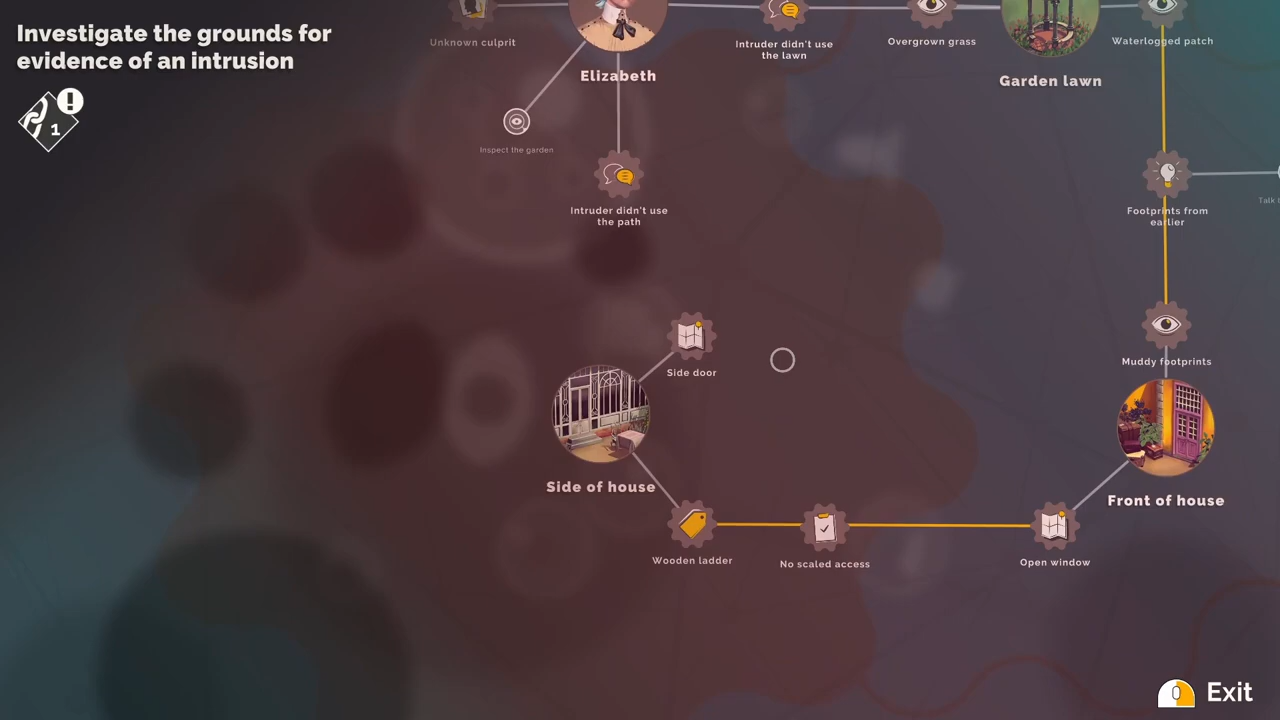 Investigate the grounds for
evidence of an intrusion
1
Unknown culprit
Elizabeth
Intruder didn't use
the lawn
Overgrown grass
Garden lawn
Waterlogged patch
Inspect the garden
Intruder didn't use
the path
Footprints from
earlier
Talk
Side door
Muddy footprints
Side of house
Front of house
Wooden ladder
No scaled access
Open window
Exit